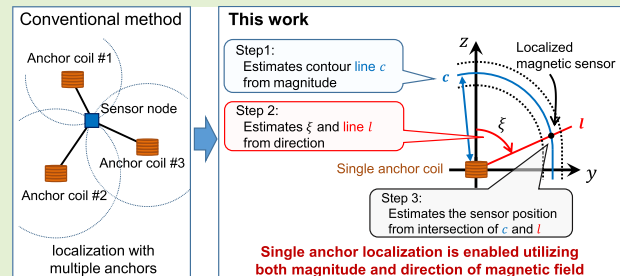 Conventional method
Anchor coil #1
Sensor node
Anchor coil #3
Anchor coil #2
localization with
multiple anchors
This work
Step1:
Estimates contour line c
from magnitude
Step 2:
Estimates ξ and line l
from direction
Single anchor coil
z
c
ξ
Localized
magnetic sensor
l
y
Step 3:
Estimates the sensor position
from intersection of c and l
Single anchor localization is enabled utilizing
both magnitude and direction of magnetic field